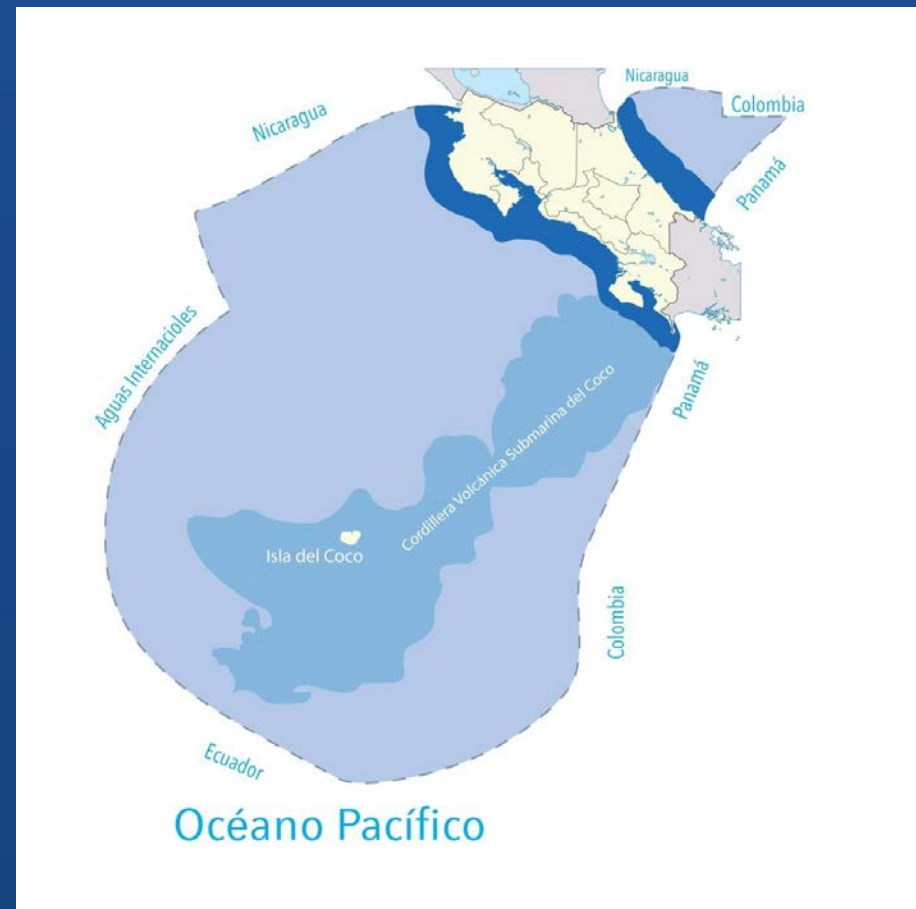 Nicaragua
Colombia
Nicaragua
Panamá
Aguas Internacioles
Panamá
Cordillera Volcánica Submarina del Coco
Isla del Coco
Colombia
Ecuador
Océano Pacífico